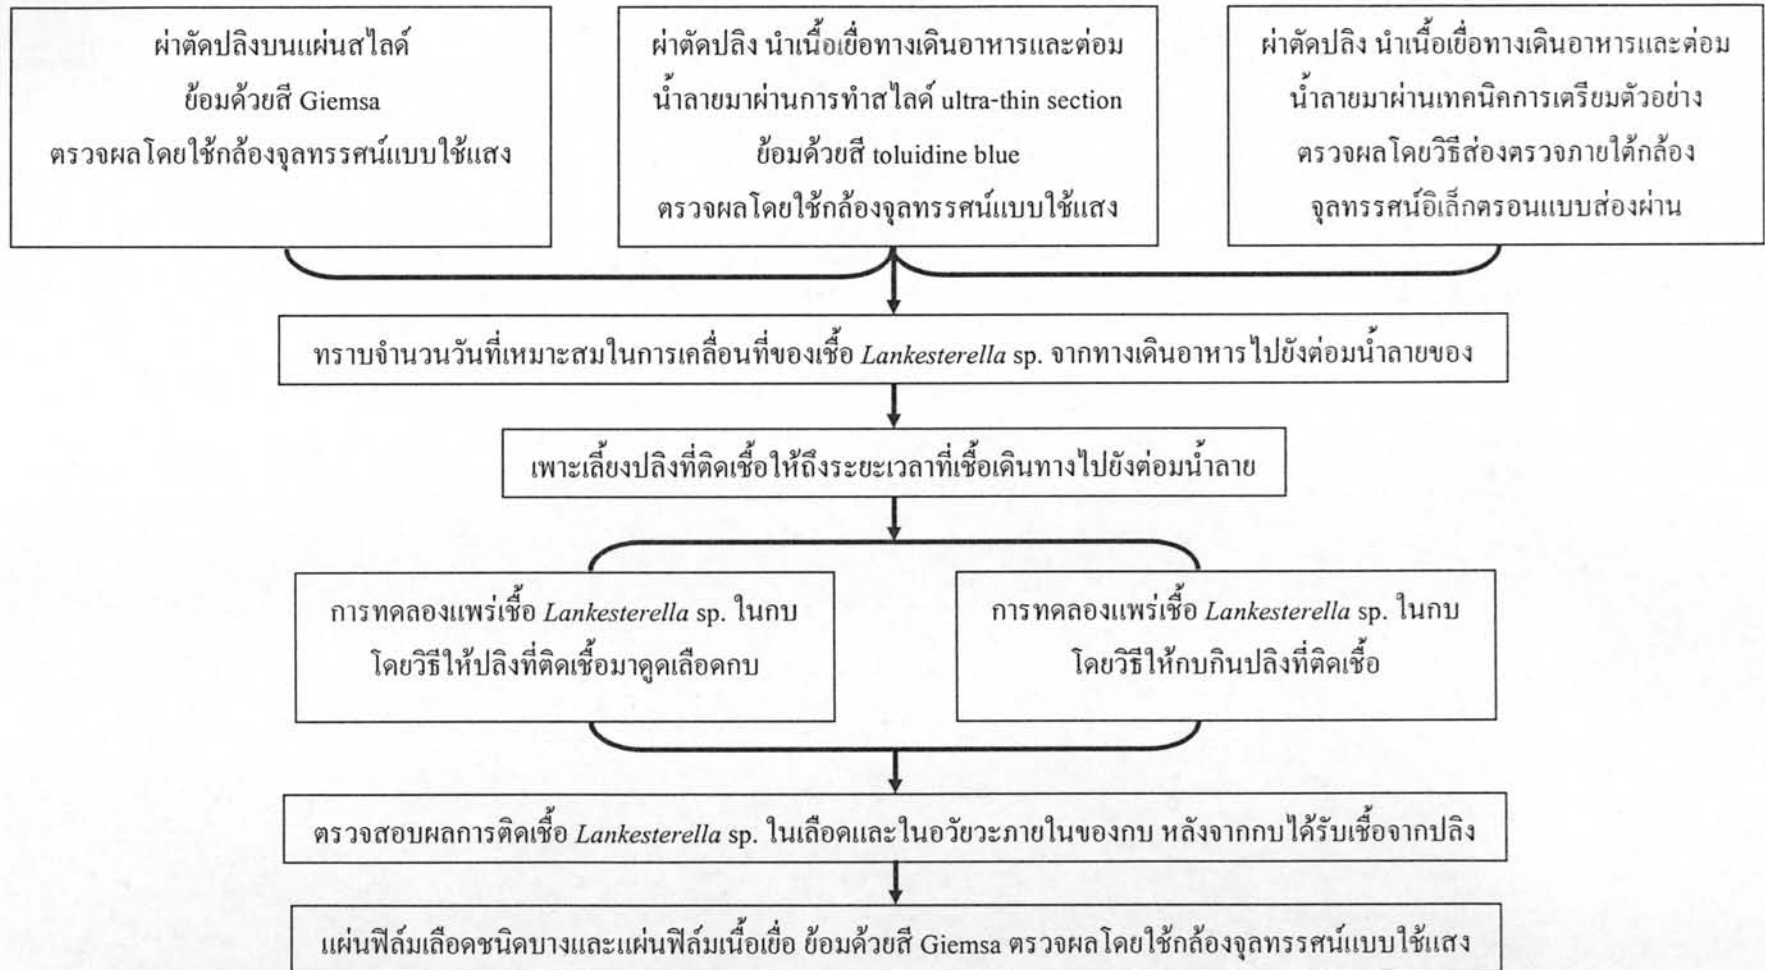 ผ่าตัดปลิงบนแผ่นสไลด์
ย้อมด้วยสี Giemsa
ตรวจผลโดยใช้กล้องจุลทรรศน์แบบใช้แสง
ผ่าตัดปลิง นำเนื้อเยื่อทางเดินอาหารและต่อม
น้ำลายมาผ่านการทำสไลด์ ultra-thin section
ย้อมด้วยสี toluidine blue
ตรวจผลโดยใช้กล้องจุลทรรศน์แบบใช้แสง
ผ่าตัดปลิง นำเนื้อเยื่อทางเดินอาหารและต่อม
น้ำลายมาผ่านเทคนิคการเตรียมตัวอย่าง
ตรวจผลโดยวิธีส่องตรวจภายใต้กล้อง
จุลทรรศน์อิเล็กตรอนแบบส่องผ่าน
ทราบจำนวนวันที่เหมาะสมในการเคลื่อนที่ของเชื้อ Lankesterella sp. จากทางเดินอาหารไปยังต่อมน้ำลายของ
เพาะเลี้ยงปลิงที่ติดเชื้อให้ถึงระยะเวลาที่เชื้อเดินทางไปยังต่อมน้ำลาย
การทดลองแพร่เชื้อ Lankesterella sp. ในกบ
โดยวิธีให้ปลิงที่ติดเชื้อมาดูดเลือดกบ
การทดลองแพร่เชื้อ Lankesterella sp. ในกบ
โดยวิธีให้กบกินปลิงที่ติดเชื้อ
ตรวจสอบผลการติดเชื้อ Lankesterella sp. ในเลือดและในอวัยวะภายในของกบ หลังจากกบได้รับเชื้อจากปลิง
แผ่นฟิล์มเลือดชนิดบางและแผ่นฟิล์มเนื้อเยื่อ ย้อมด้วยสี Giemsa ตรวจผลโดยใช้กล้องจุลทรรศน์แบบใช้แสง